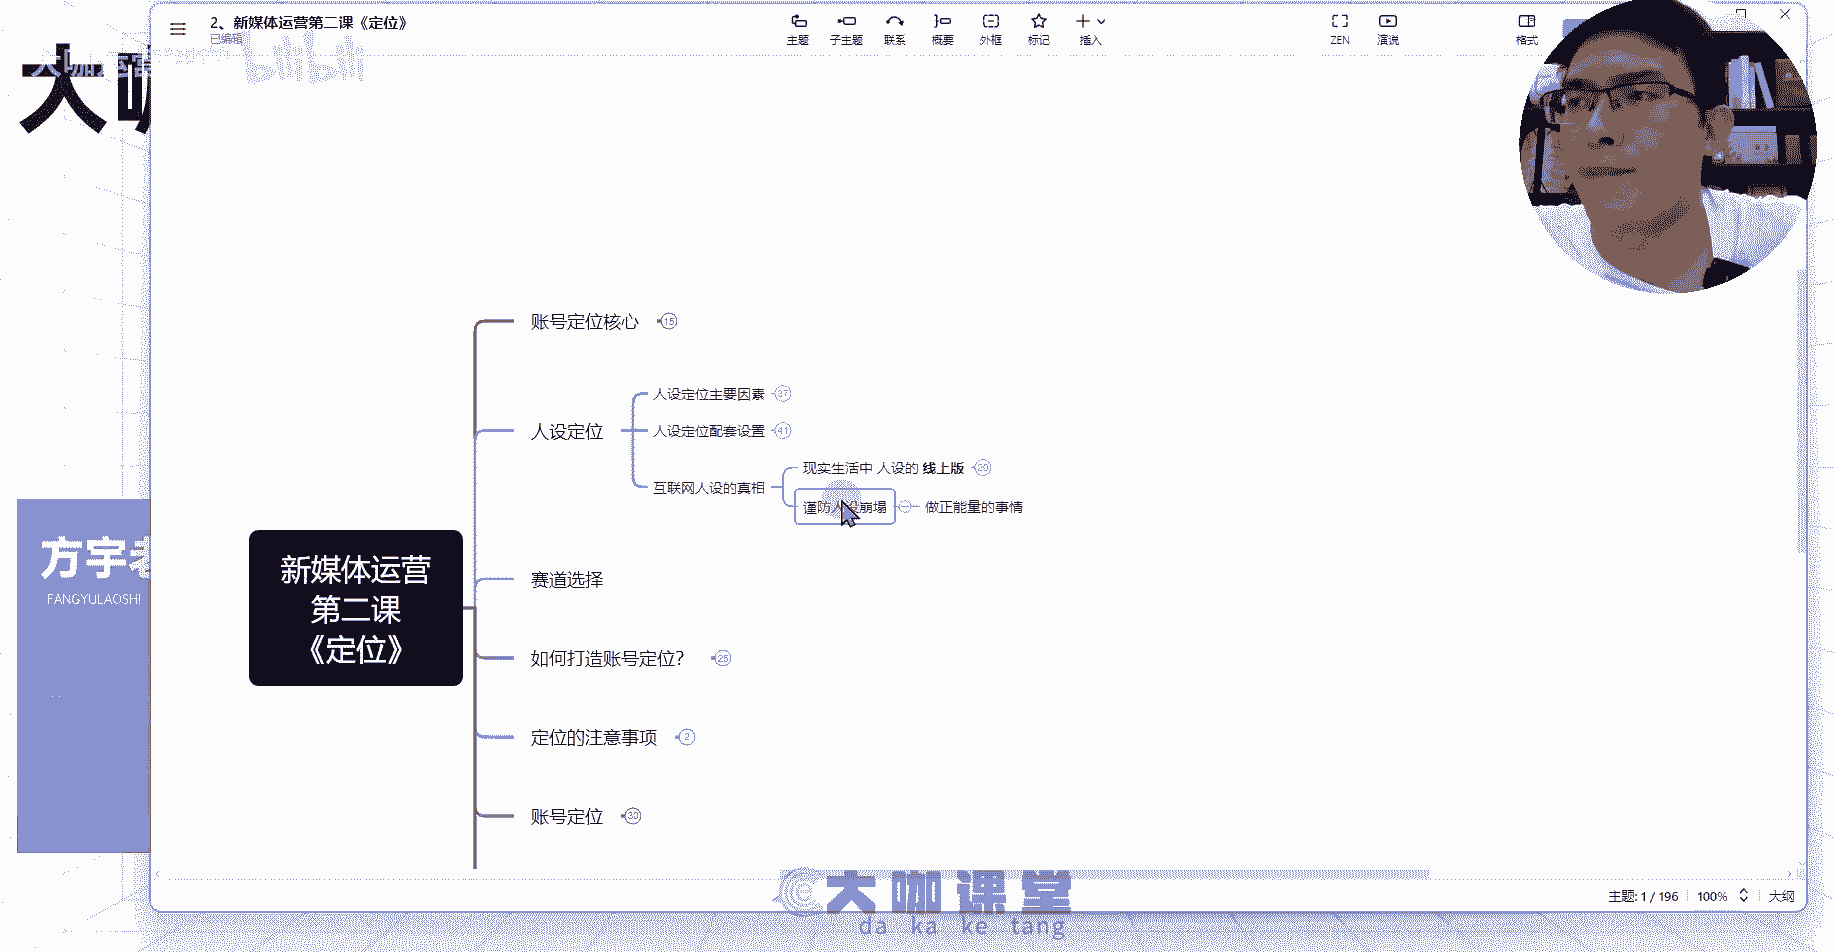 2、新媒体运营第二课《定位》
已编辑
主题
子主题
联系
概要
外框
标记
插入
ZEN
演说
格式
bilibili
大咖
账号定位核心 15
人设定位
人设定位主要因素 37
人设定位配套设置 41
互联网人设的真相
现实生活中 人设的 线上版 29
谨防人设崩塌
做正能量的事情
赛道选择
如何打造账号定位? 25
定位的注意事项 2
账号定位 30
新媒体运营
第二课
《定位》
方宇老
FANGYULAOSHI
主题: 1 / 196
100%
大纲
大咖课堂
da ka ke tang